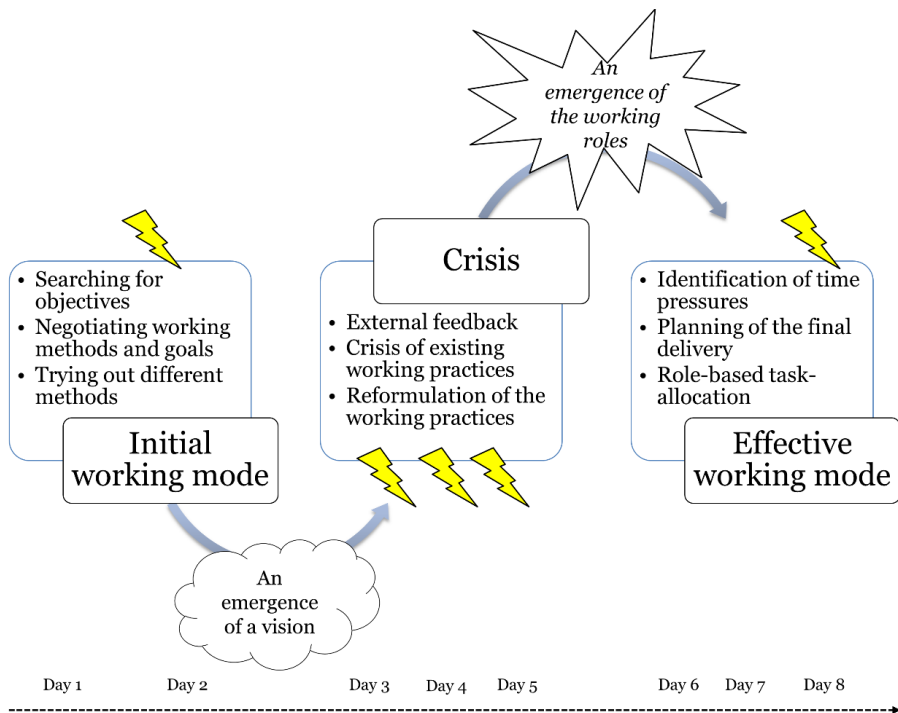 An
emergence of
the working
roles
Crisis
• Searching for
objectives
• Negotiating working
methods and goals
• Trying out different
methods
Initial
working mode
• External feedback
• Crisis of existing
working practices
• Reformulation of the
working practices
• Identification of time
pressures
• Planning of the final
delivery
• Role-based task-
allocation
Effective
working mode
An
emergence
of a vision
Day 1 Day 2 Day 3 Day 4 Day 5 Day 6 Day 7 Day 8